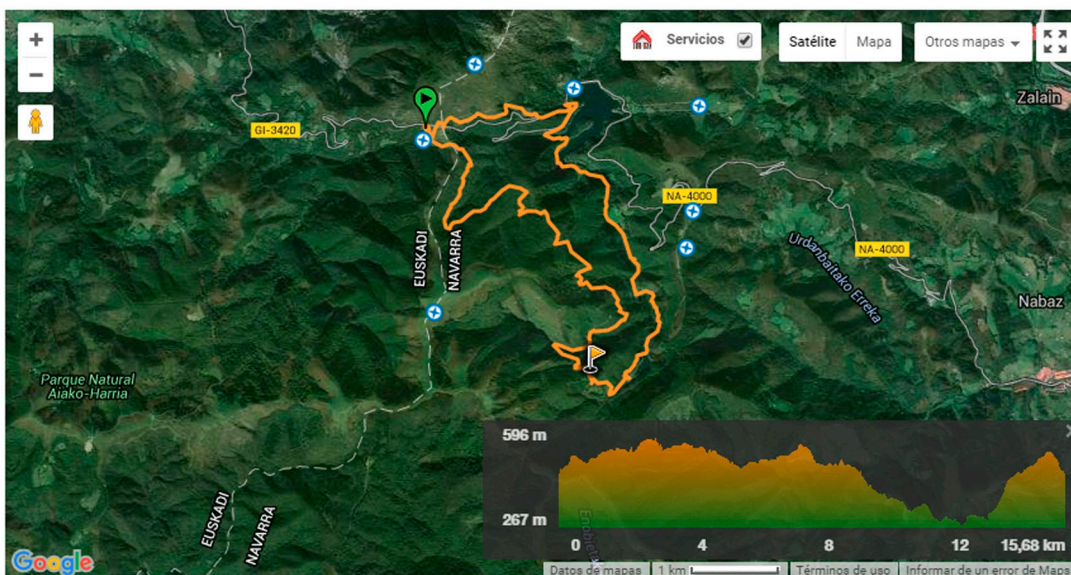 +
−
Servicios
Satélite
Mapa
Otros mapas
Zalain
GI-3420
NA-4000
EUSKADI
NAVARRA
Urdanbaitako Erreka
NA-4000
Nabaz
Parque Natural
Aiako-Harria
596 m
267 m
EUSKADI
NAVARRA
0
4
8
12
15,68 km
Google
Datos de mapas
1 km
Términos de uso
Informar de un error de Maps